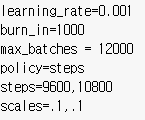 learning_rate=0.001
burn_in=1000
max_batches = 12000
policy=steps
steps=9600,10800
scales=.1,.1